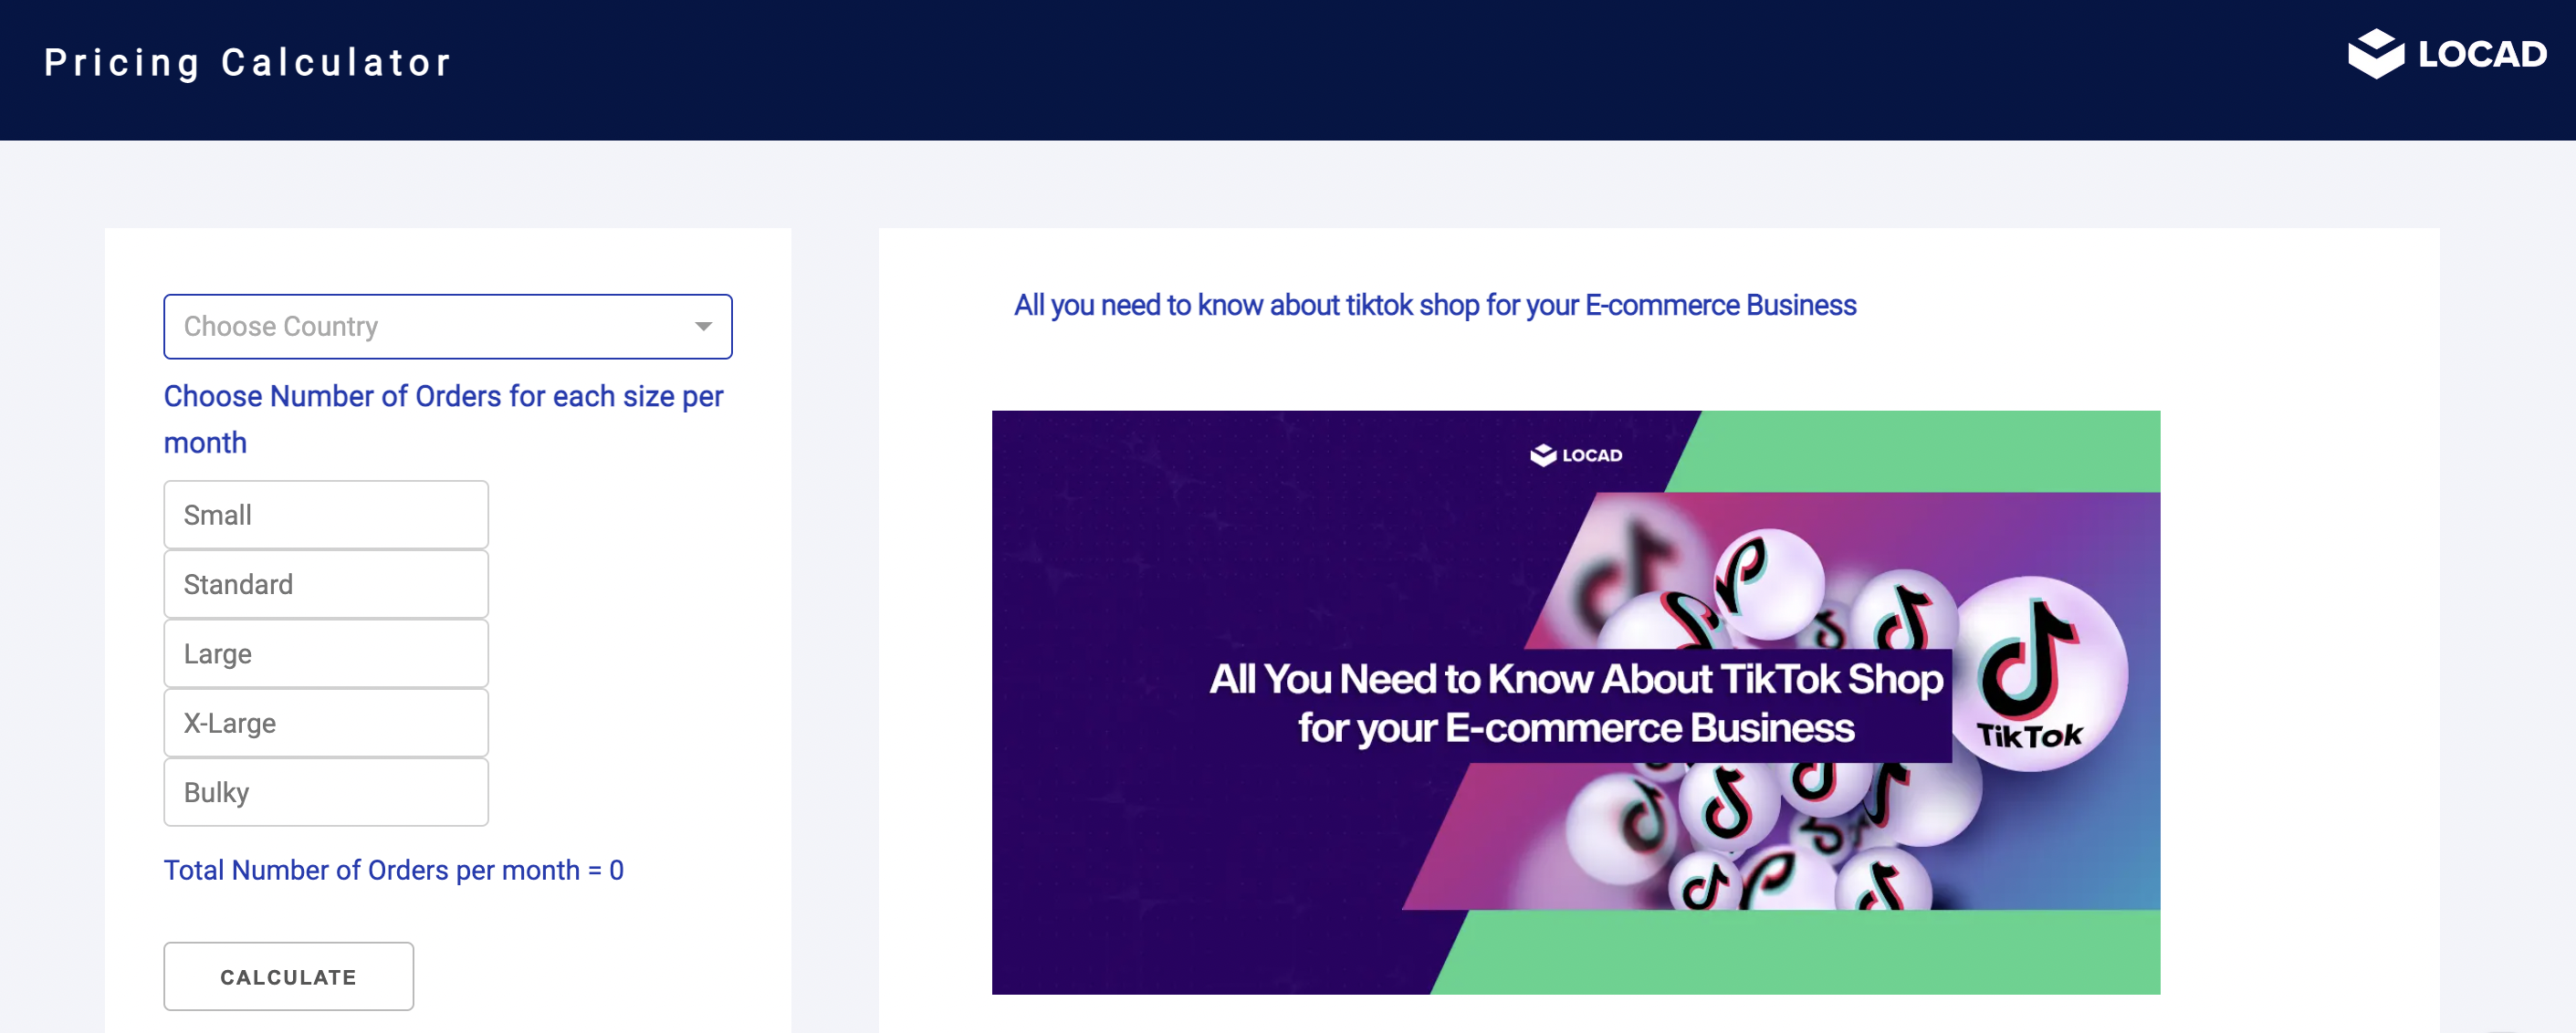 Pricing Calculator
LOCAD
Choose Country
Choose Number of Orders for each size per
month
Small
Standard
Large
X-Large
Bulky
Total Number of Orders per month = 0
CALCULATE
All you need to know about tiktok shop for your E-commerce Business
LOCAD
All You Need to Know About TikTok Shop
for your E-commerce Business
TikTok